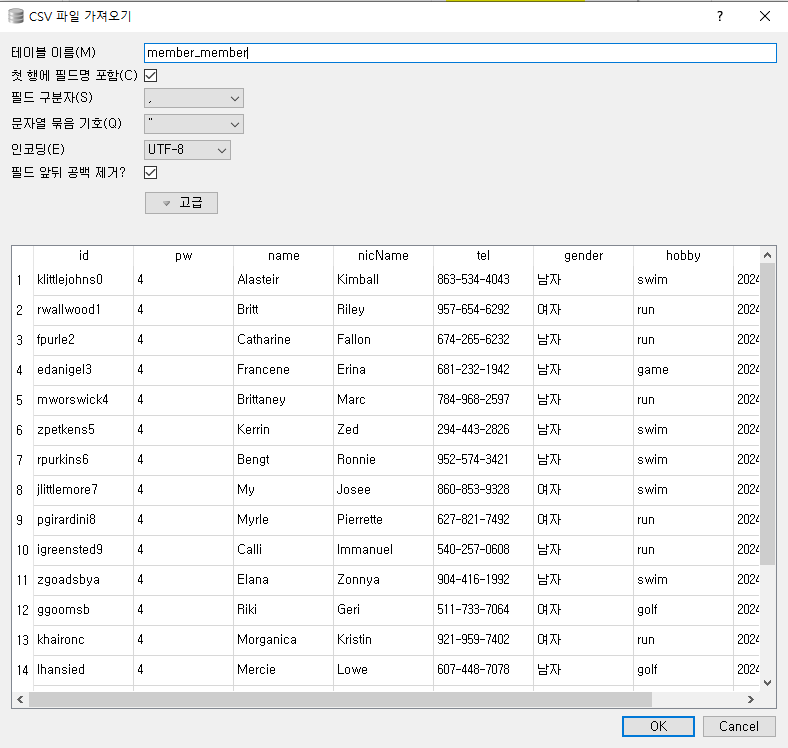 CSV 파일 가져오기
테이블 이름(M) member_member
첫 행에 필드명 포함(C)
필드 구분자(S) ,
문자열 묶음 기호(Q) "
인코딩(E) UTF-8
필드 앞뒤 공백 제거?
고급
id pw name nicName tel gender hobby
1 klittlejohns0 4 Alasteir Kimball 863-534-4043 남자 swim 2024
2 rwallwood1 4 Britt Riley 957-654-6292 여자 run 2024
3 fpurle2 4 Catharine Fallon 674-265-6232 남자 run 2024
4 edanigel3 4 Francene Erina 681-232-1942 남자 game 2024
5 mworswick4 4 Brittaney Marc 784-968-2597 남자 run 2024
6 zpetkens5 4 Kerrin Zed 294-443-2826 남자 swim 2024
7 rpurkins6 4 Bengt Ronnie 952-574-3421 남자 swim 2024
8 jlittlemore7 4 My Josee 860-853-9328 여자 swim 2024
9 pgirardini8 4 Myrle Pierrette 627-821-7492 여자 run 2024
10 igreensted9 4 Calli Immanuel 540-257-0608 남자 run 2024
11 zgoadsbya 4 Elana Zonnya 904-416-1992 남자 swim 2024
12 ggoomsb 4 Riki Geri 511-733-7064 여자 golf 2024
13 khaironc 4 Morganica Kristin 921-959-7402 여자 run 2024
14 lhansied 4 Mercie Lowe 607-448-7078 남자 golf 2024
OK Cancel